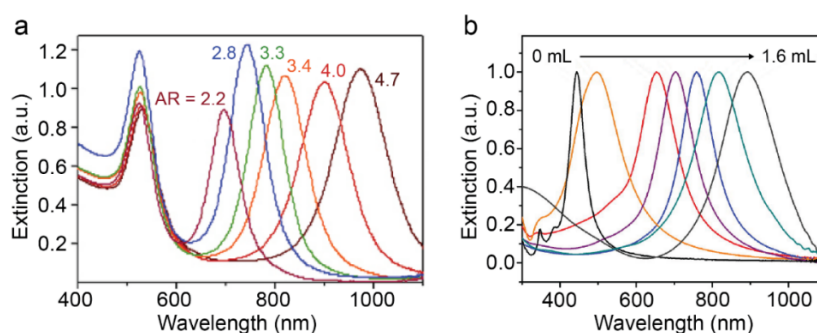 a
Extinction (a.u.)
1.2
1.0
0.8
0.6
0.4
0.2
AR = 2.2
2.8
3.3
3.4
4.0
4.7
400
600
800
1000
Wavelength (nm)
b
Extinction (a.u.)
1.0
0.8
0.6
0.4
0.2
0.0
0 mL
1.6 mL
400
600
800
1000
Wavelength (nm)